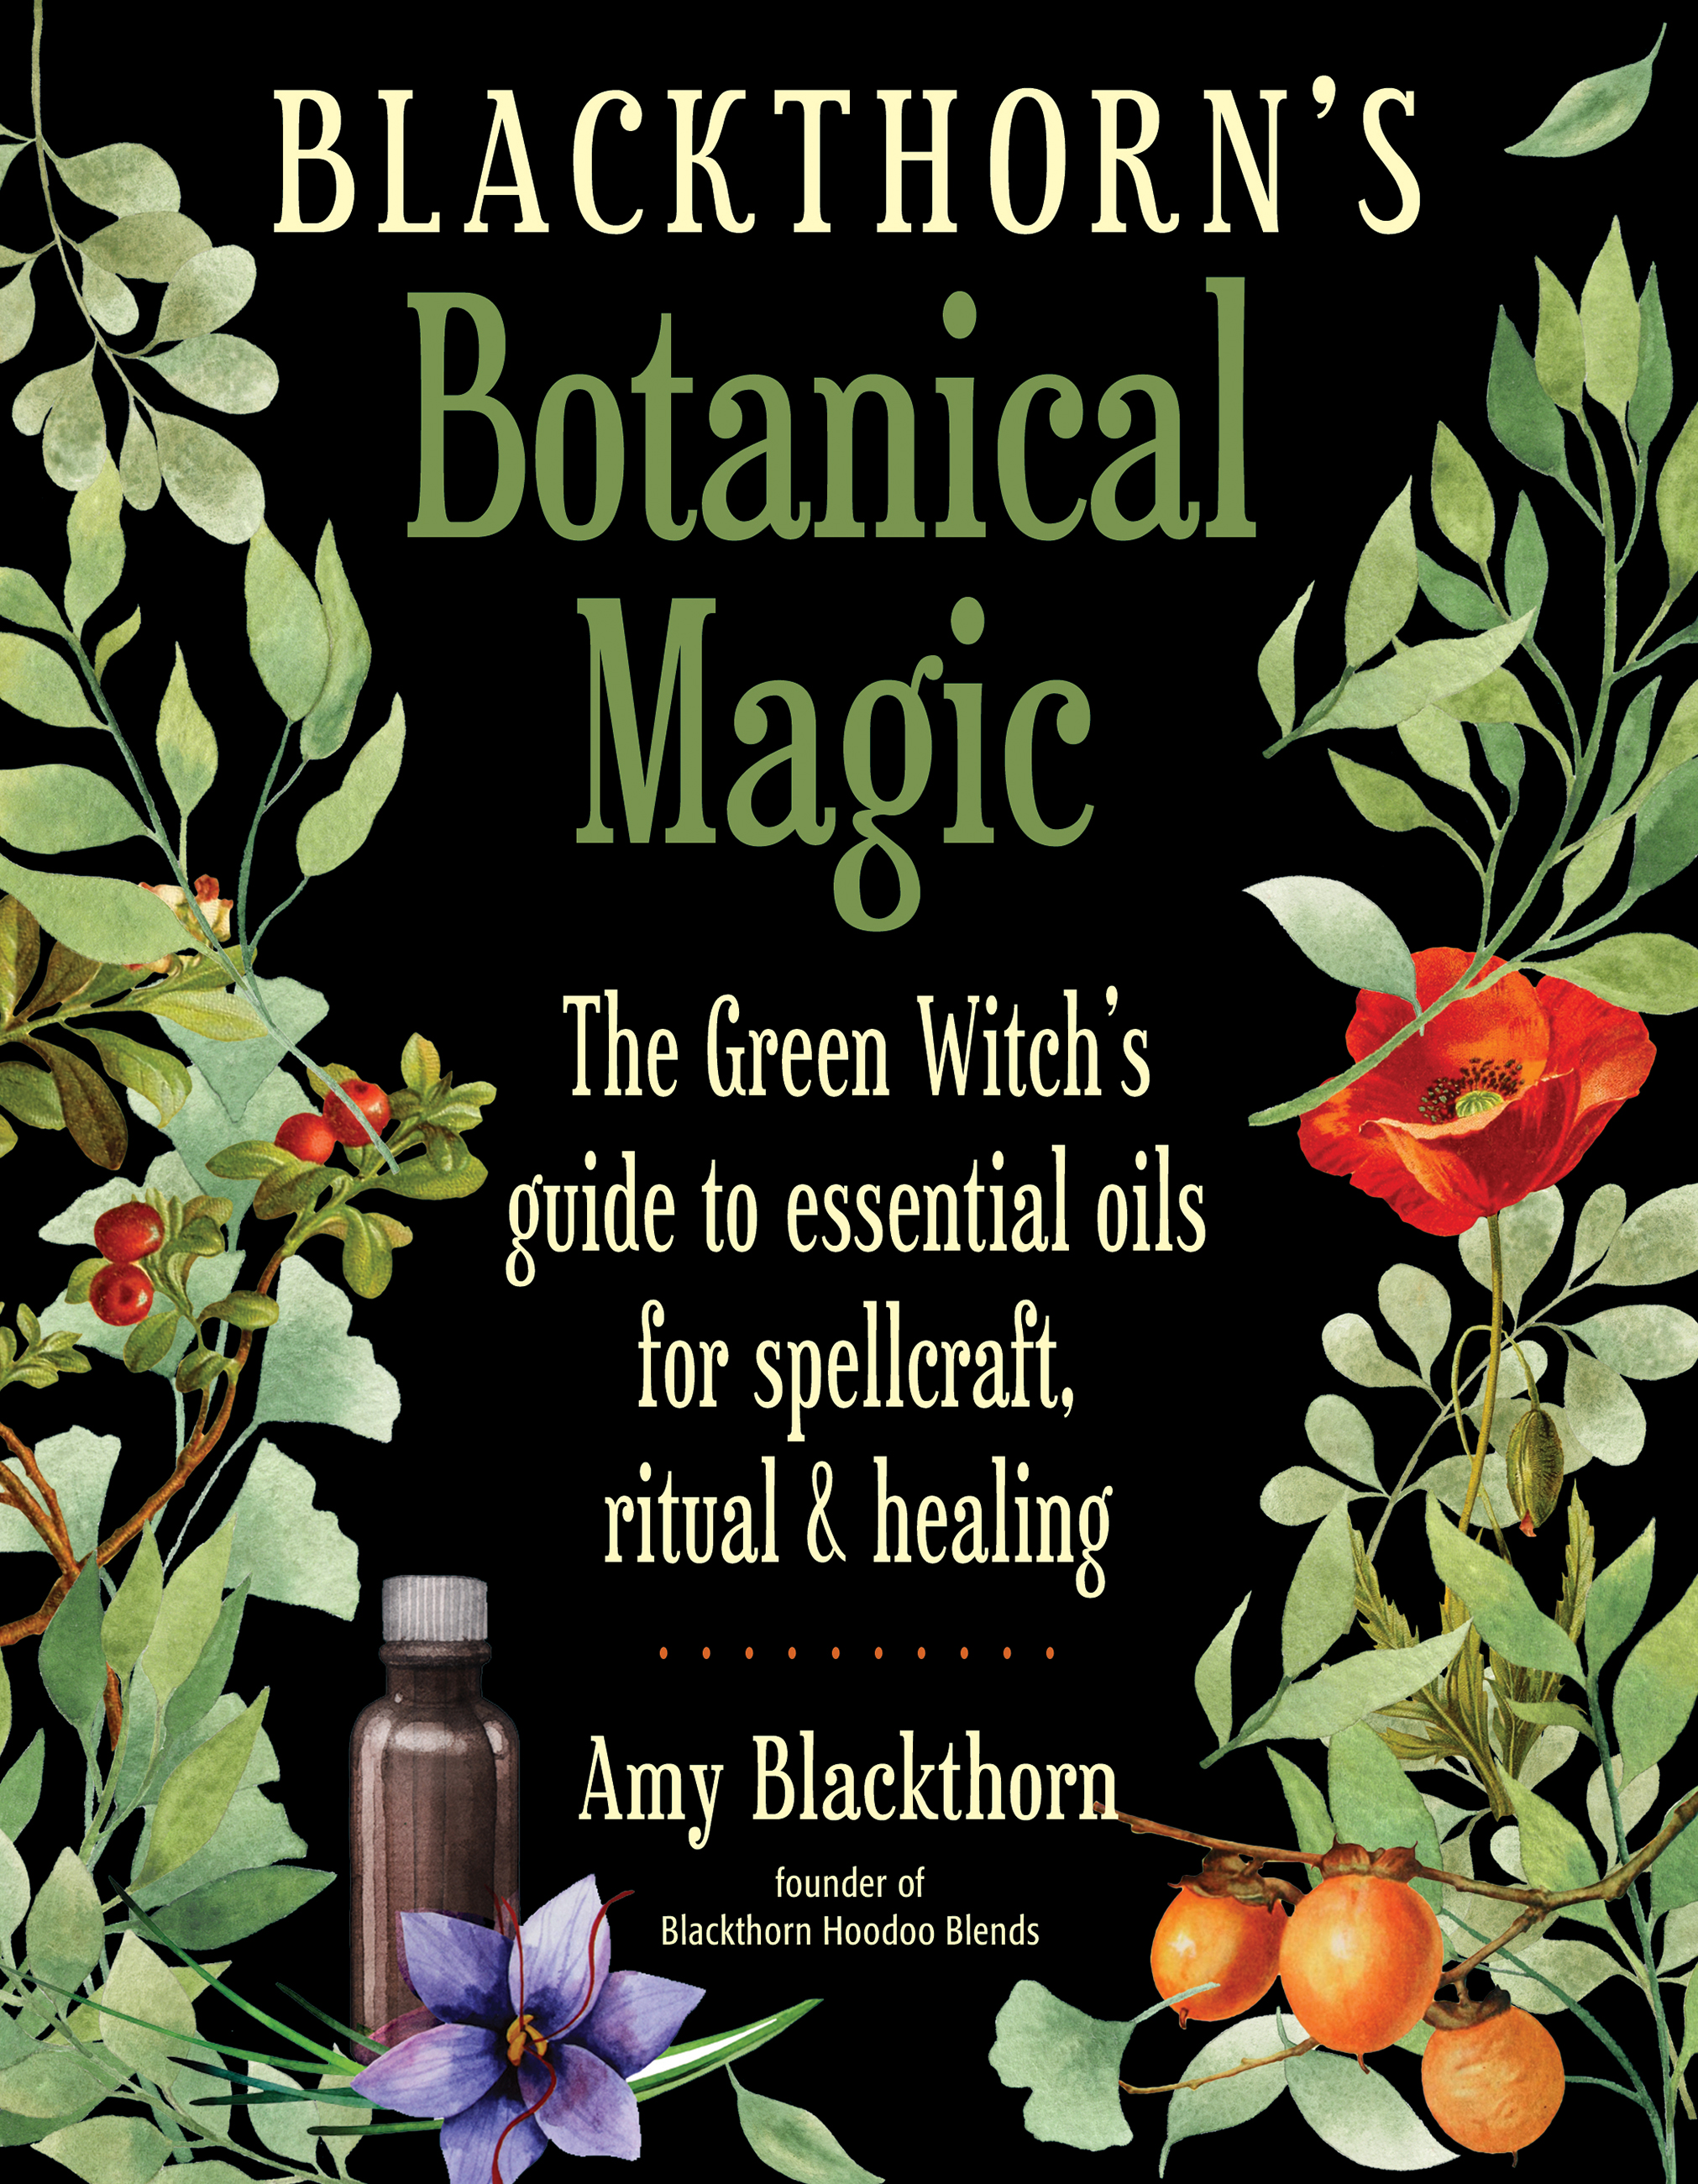 BLACKTHORN'S
Botanical
Magic
The Green Witch's
guide to essential oils
for spellcraft,
ritual & healing
Amy Blackthorn
founder of
Blackthorn Hoodoo Blends